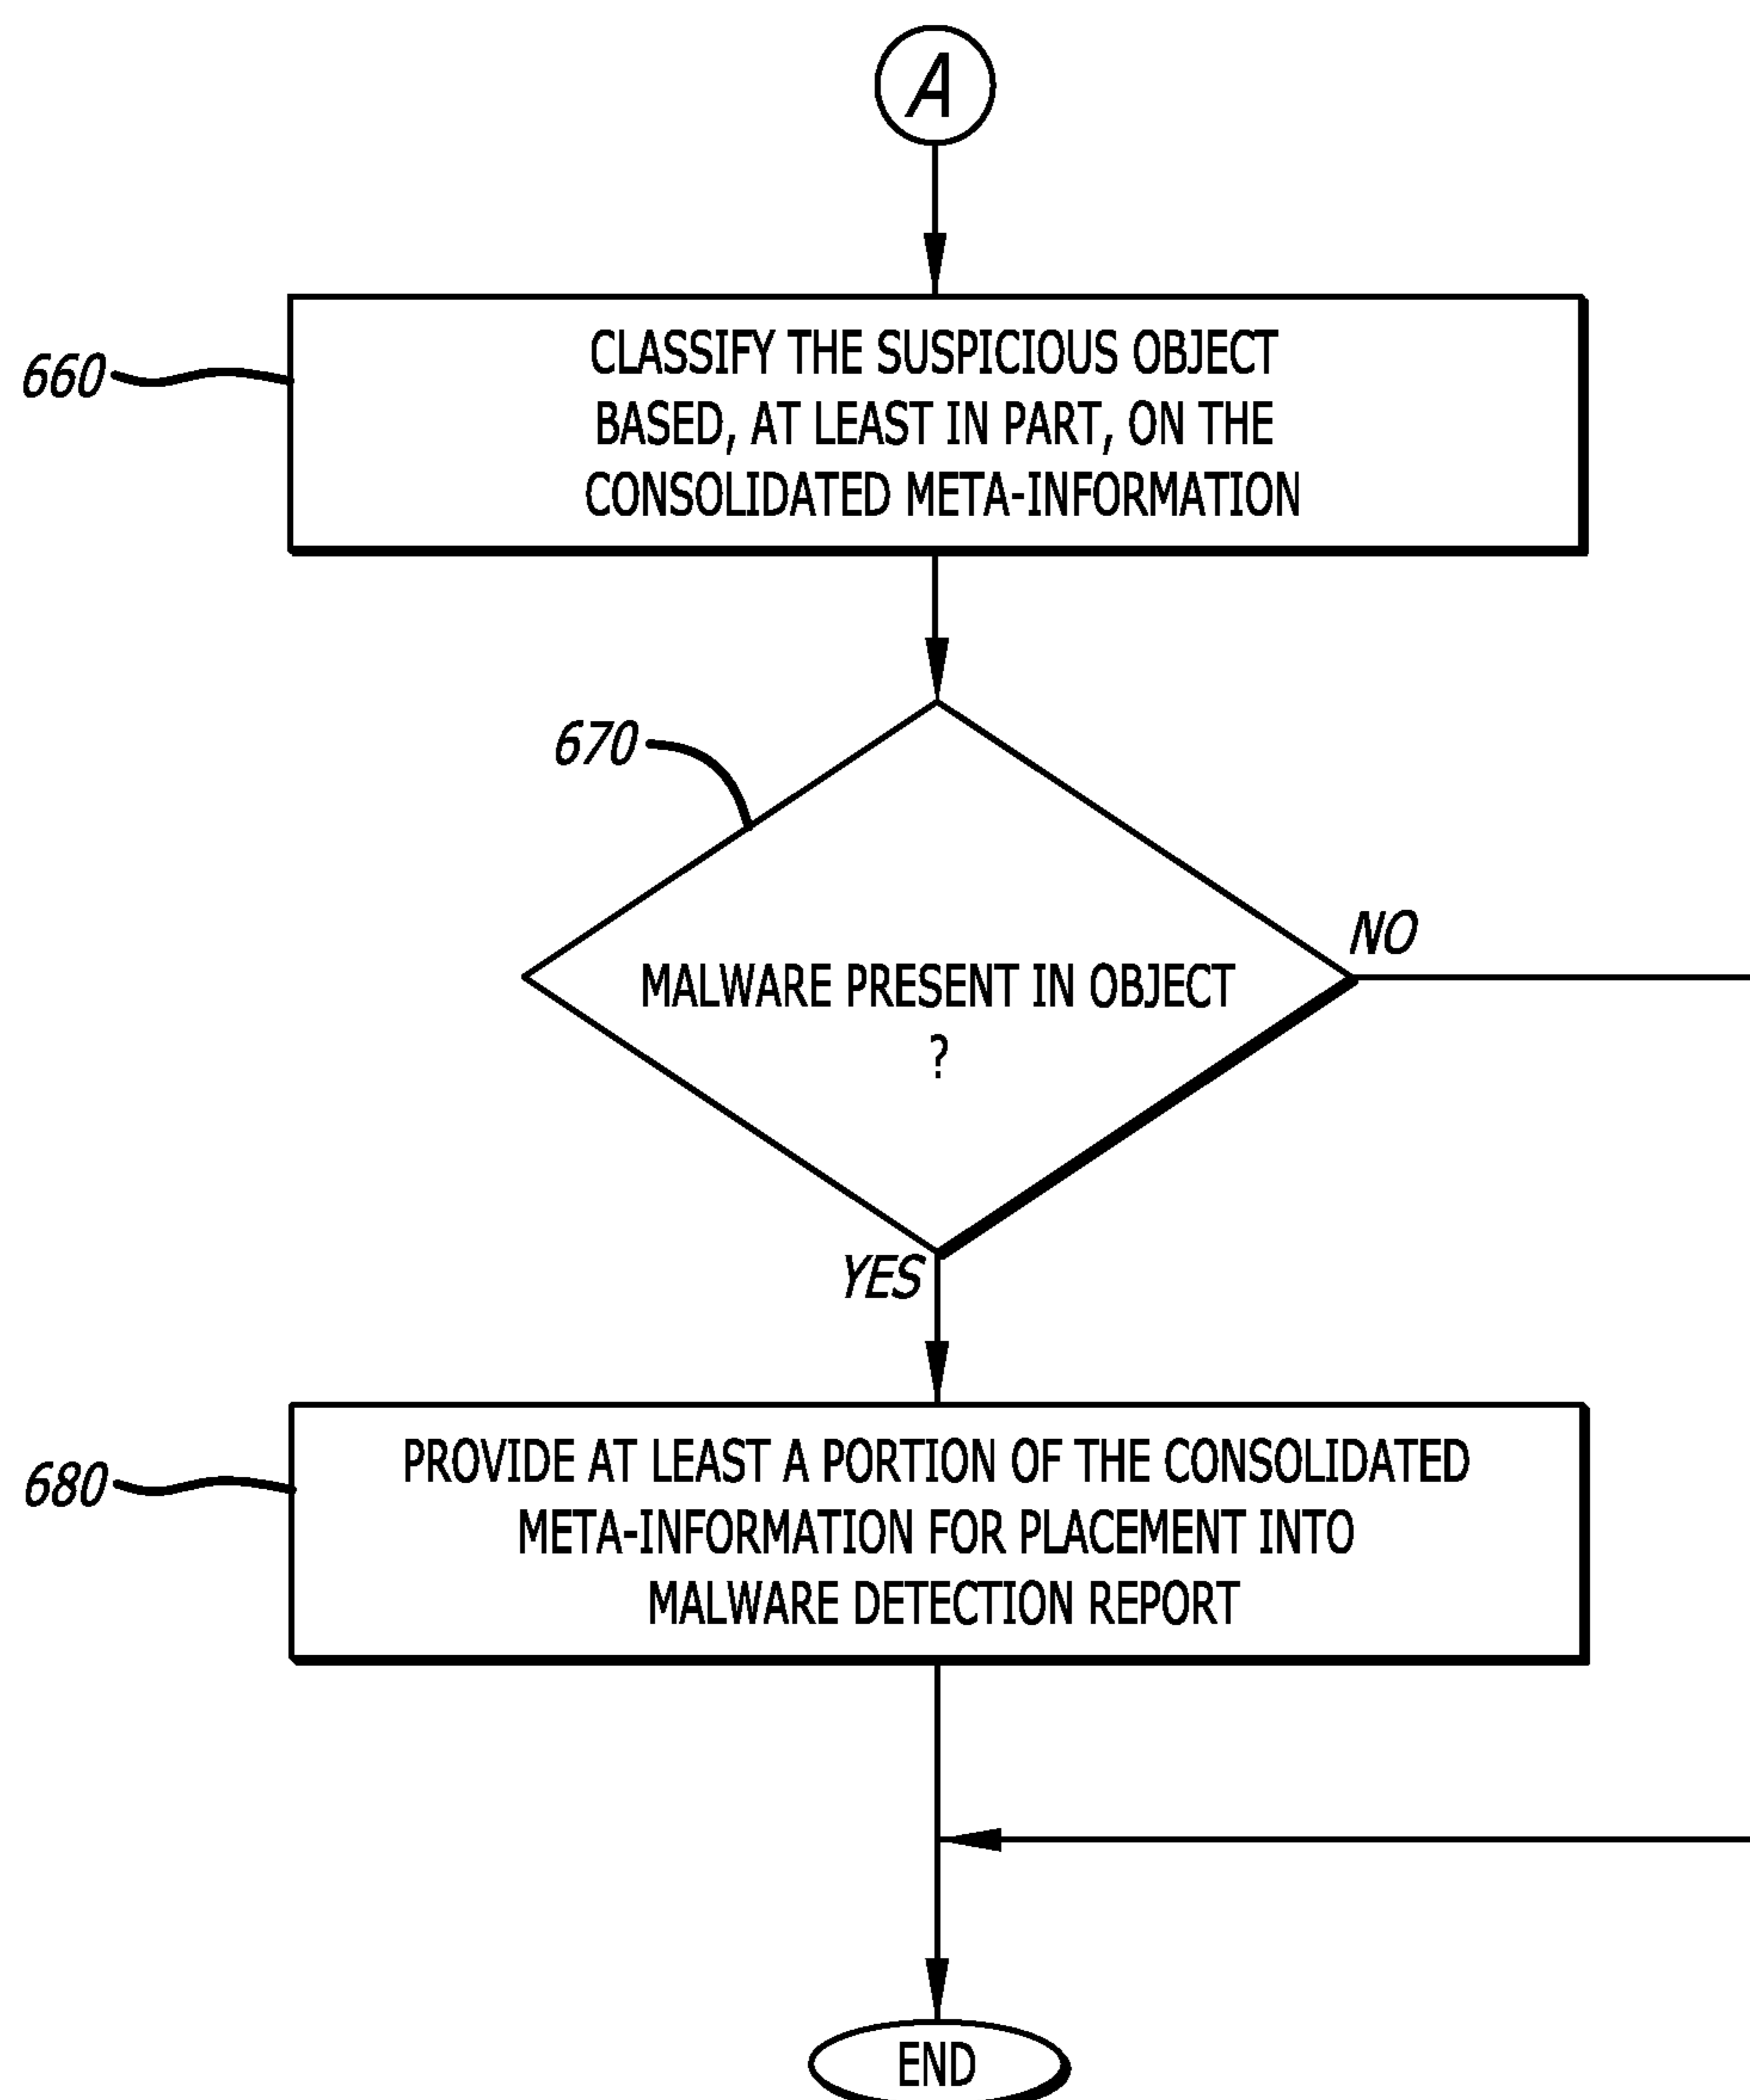 A
660
CLASSIFY THE SUSPICIOUS OBJECT
BASED, AT LEAST IN PART, ON THE
CONSOLIDATED META-INFORMATION
670
MALWARE PRESENT IN OBJECT
?
NO
YES
680
PROVIDE AT LEAST A PORTION OF THE CONSOLIDATED
META-INFORMATION FOR PLACEMENT INTO
MALWARE DETECTION REPORT
END